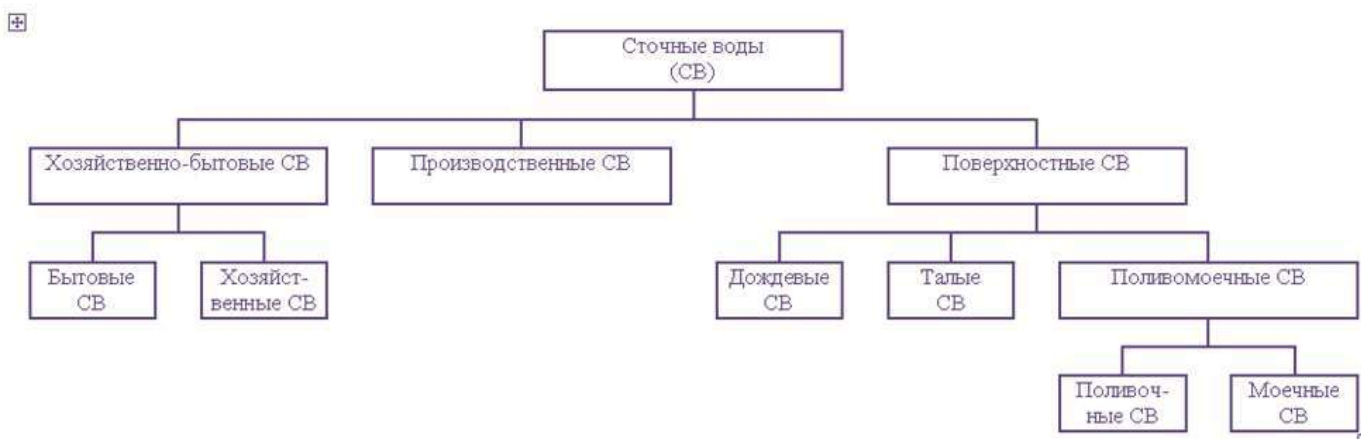 Сточные воды
(СВ)
Хозяйственно-бытовые СВ
Производственные СВ
Поверхностные СВ
Бытовые
СВ
Хозяйст-
венные СВ
Дождевые
СВ
Талые
СВ
Поливомоечные СВ
Поливоч-
ные СВ
Моечные
СВ